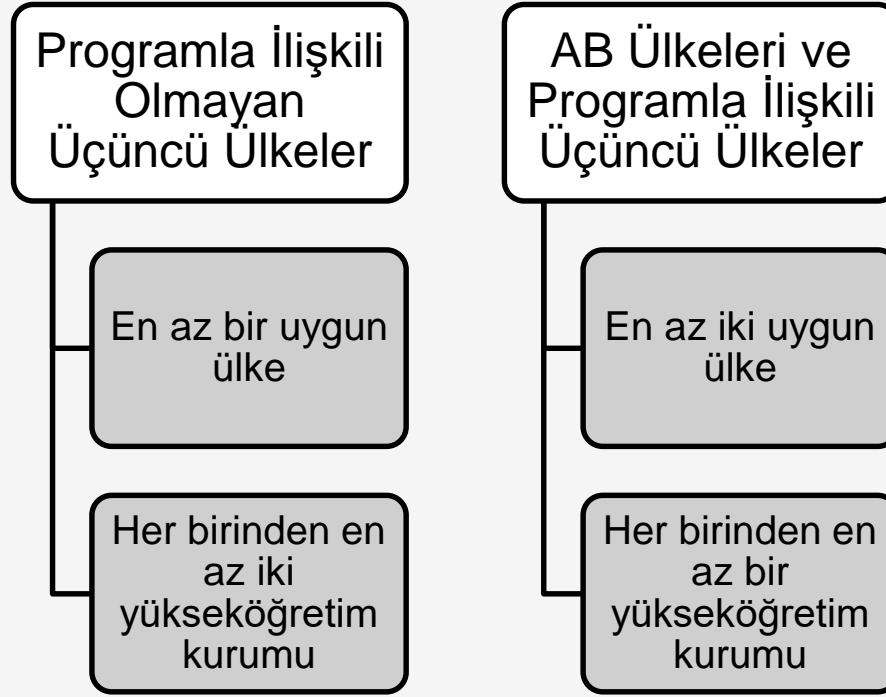 Programla İlişkili
Olmayan
Üçüncü Ülkeler
En az bir uygun
ülke
Her birinden en
az iki
yükseköğretim
kurumu
AB Ülkeleri ve
Programla İlişkili
Üçüncü Ülkeler
En az iki uygun
ülke
Her birinden en
az bir
yükseköğretim
kurumu